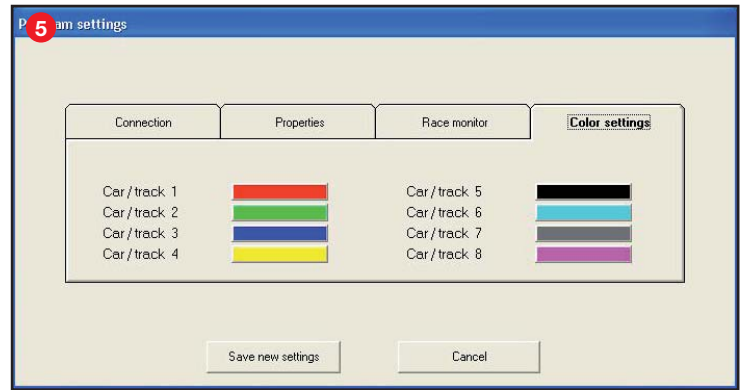 P 5 am settings
Connection Properties Race monitor Color settings
Car / track 1
Car / track 2
Car / track 3
Car / track 4
Car / track 5
Car / track 6
Car / track 7
Car / track 8
Save new settings Cancel